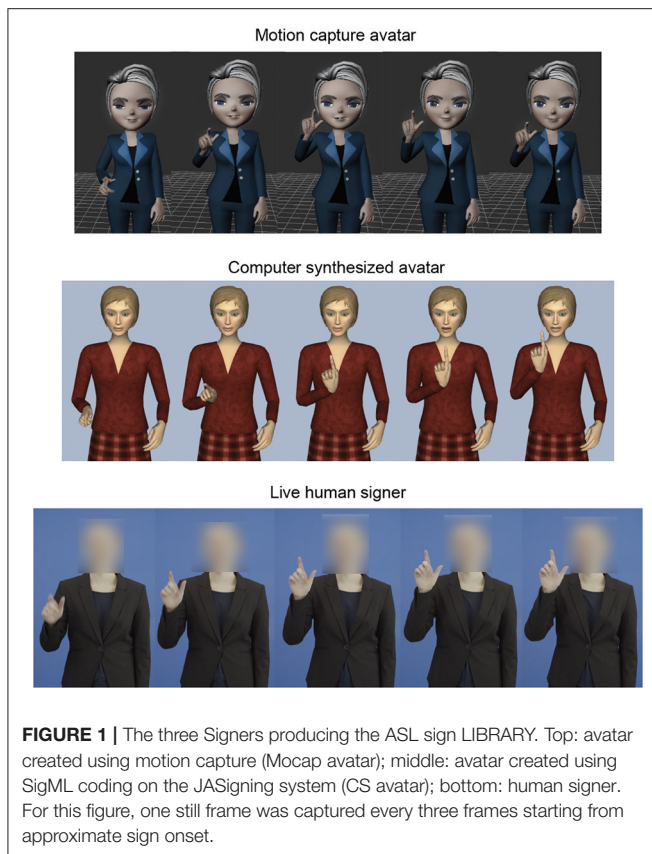 Motion capture avatar
Computer synthesized avatar
Live human signer
FIGURE 1 | The three Signers producing the ASL sign LIBRARY. Top: avatar
created using motion capture (Mocap avatar); middle: avatar created using
SigML coding on the JASigning system (CS avatar); bottom: human signer.
For this figure, one still frame was captured every three frames starting from
approximate sign onset.